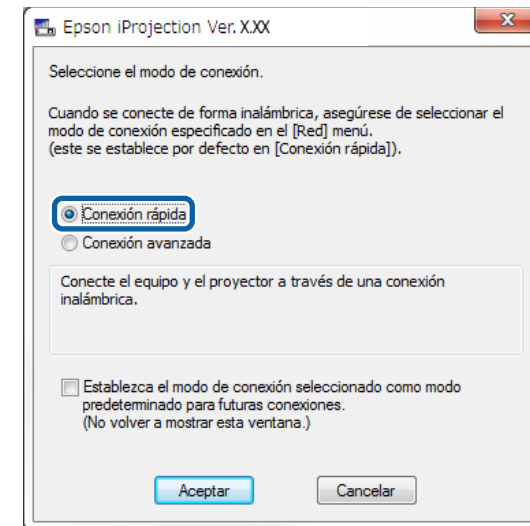 Epson iProjection Ver. X.XX
Seleccione el modo de conexión.
Cuando se conecte de forma inalámbrica, asegúrese de seleccionar el
modo de conexión especificado en el [Red] menú.
(este se establece por defecto en [Conexión rápida]).
Conexión rápida
Conexión avanzada
Conecte el equipo y el proyector a través de una conexión
inalámbrica.
Establezca el modo de conexión seleccionado como modo
predeterminado para futuras conexiones.
(No volver a mostrar esta ventana.)
Aceptar
Cancelar